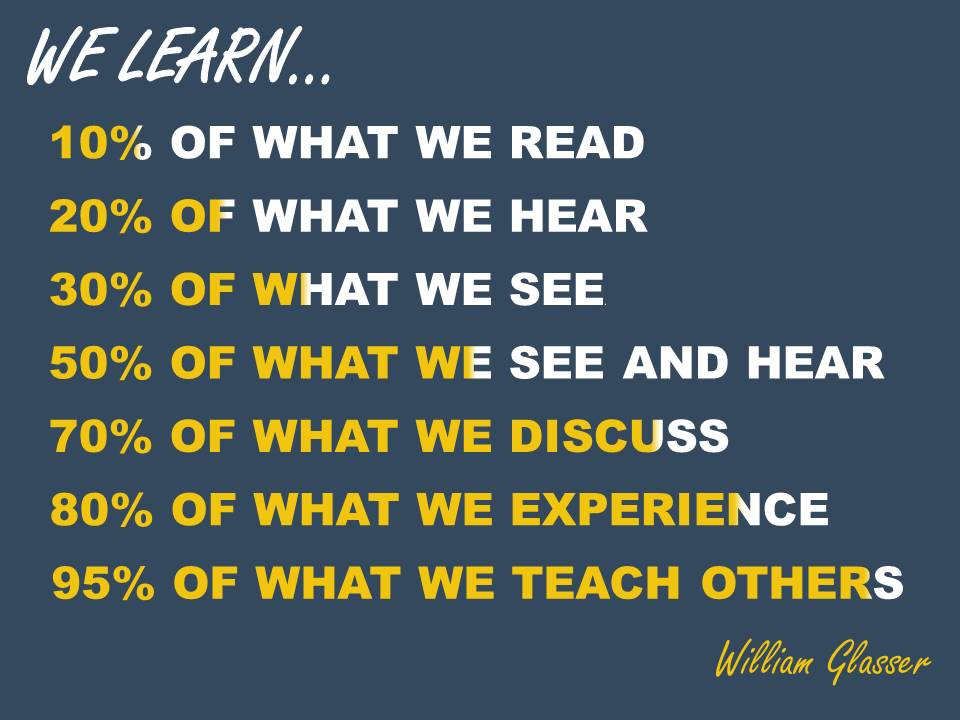 WE LEARN...
10% OF WHAT WE READ
20% OF WHAT WE HEAR
30% OF WHAT WE SEE
50% OF WHAT WE SEE AND HEAR
70% OF WHAT WE DISCUSS
80% OF WHAT WE EXPERIENCE
95% OF WHAT WE TEACH OTHERS
William Glasser